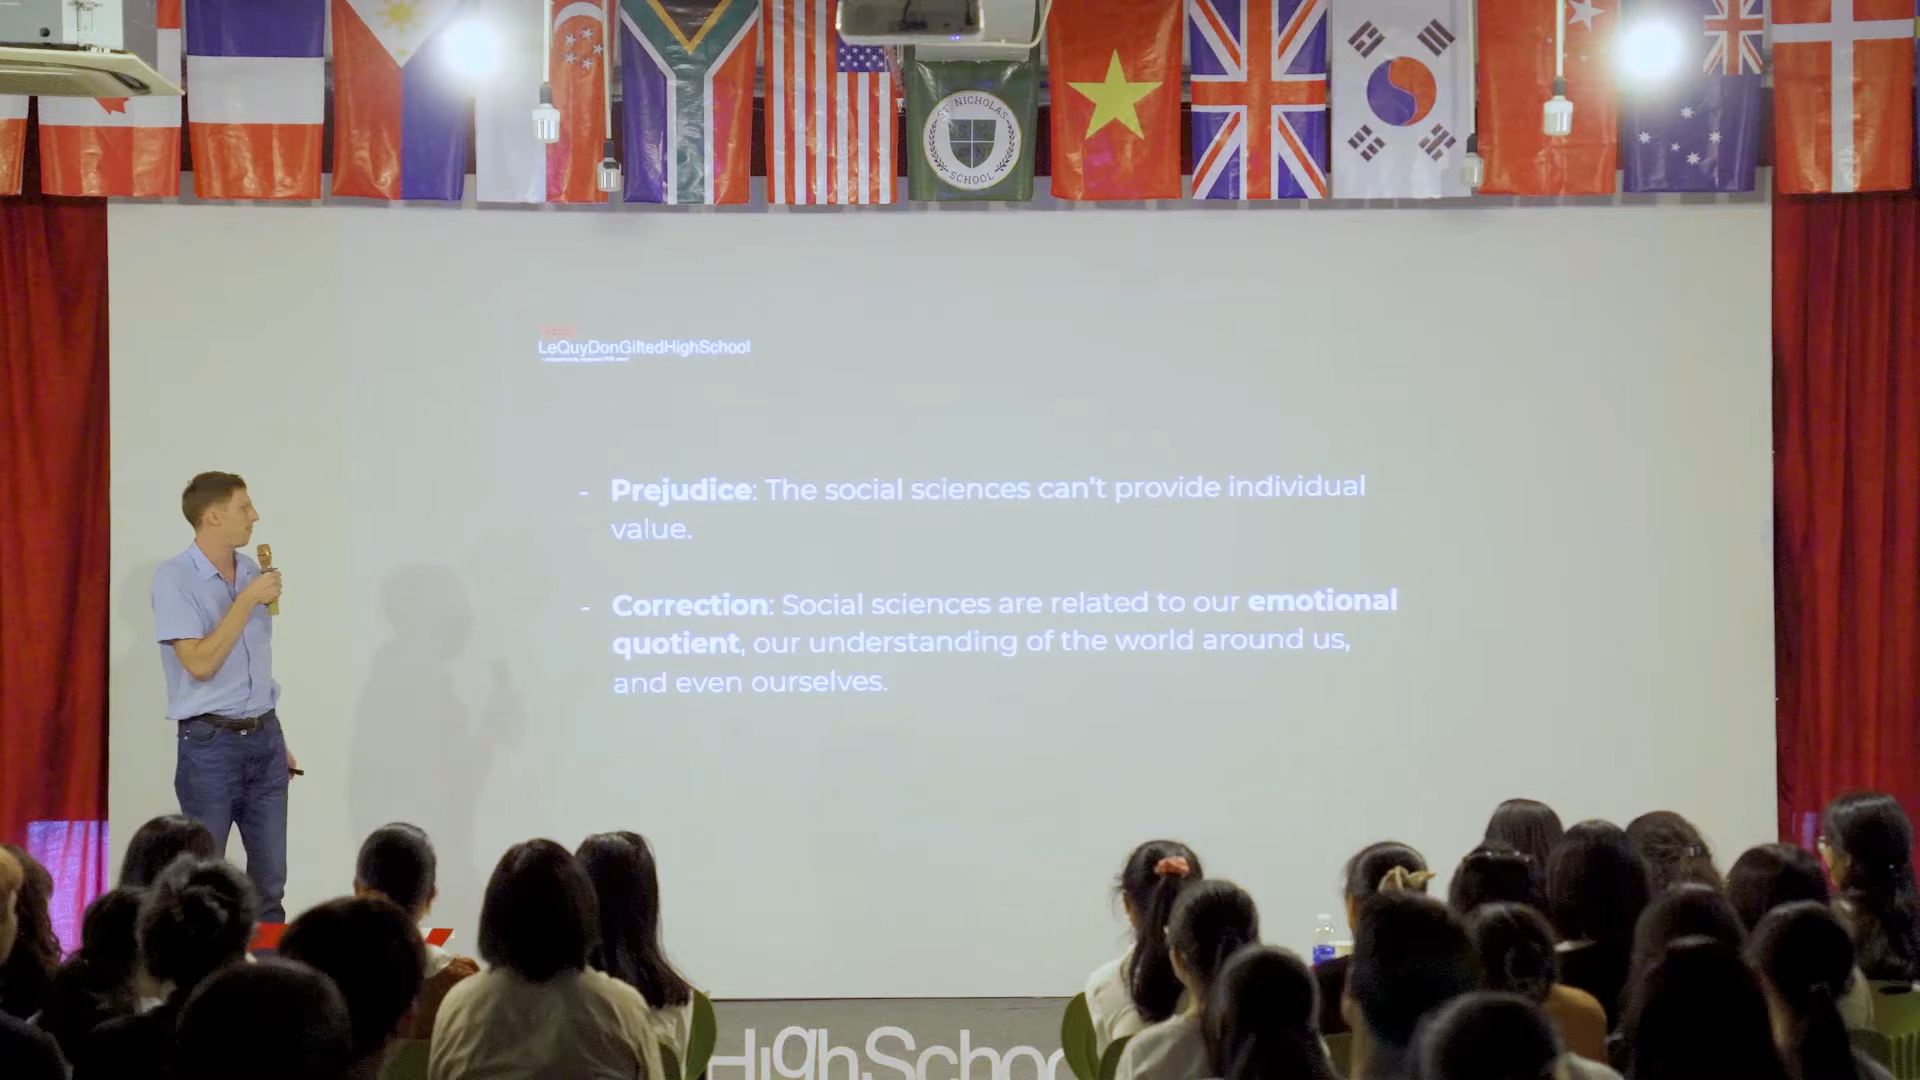 ST NICHOLAS
SCHOOL
LeQuyDonGiftedHighSchool
- Prejudice: The social sciences can't provide individual
value.
- Correction: Social sciences are related to our emotional
quotient, our understanding of the world around us,
and even ourselves.
HighSchoo